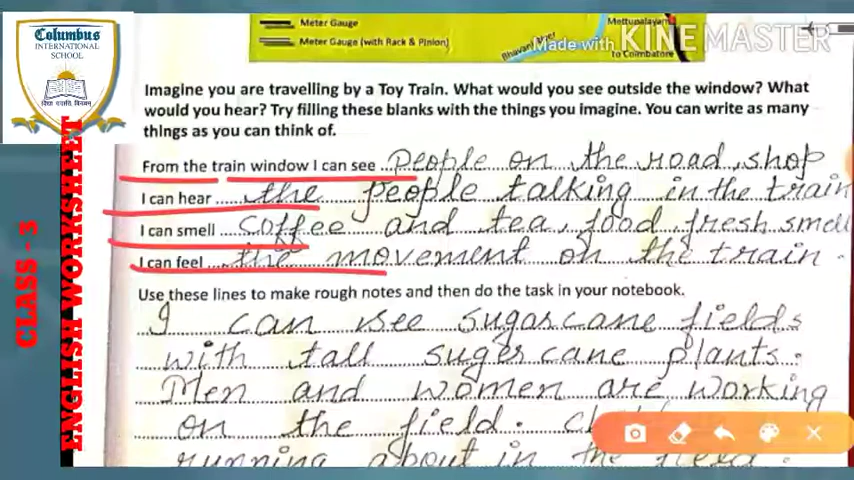 Columbus
INTERNATIONAL
SCHOOL
CLASS - 3
ENGLISH WORKSHEET
Meter Gauge
Meter Gauge (with Rack & Pinion)
Mettupalayam
to Coimbatore
Made with KINEMASTER
Imagine you are travelling by a Toy Train. What would you see outside the window? What
would you hear? Try filling these blanks with the things you imagine. You can write as many
things as you can think of.
From the train window I can see people on the road, shop
I can hear the people talking in the train
I can smell coffee and tea, food, fresh smell
I can feel the movement on the train.
Use these lines to make rough notes and then do the task in your notebook.
I can see sugarcane fields
with tall sugercane plants.
Men and women are working
on the field.
running about in the field.